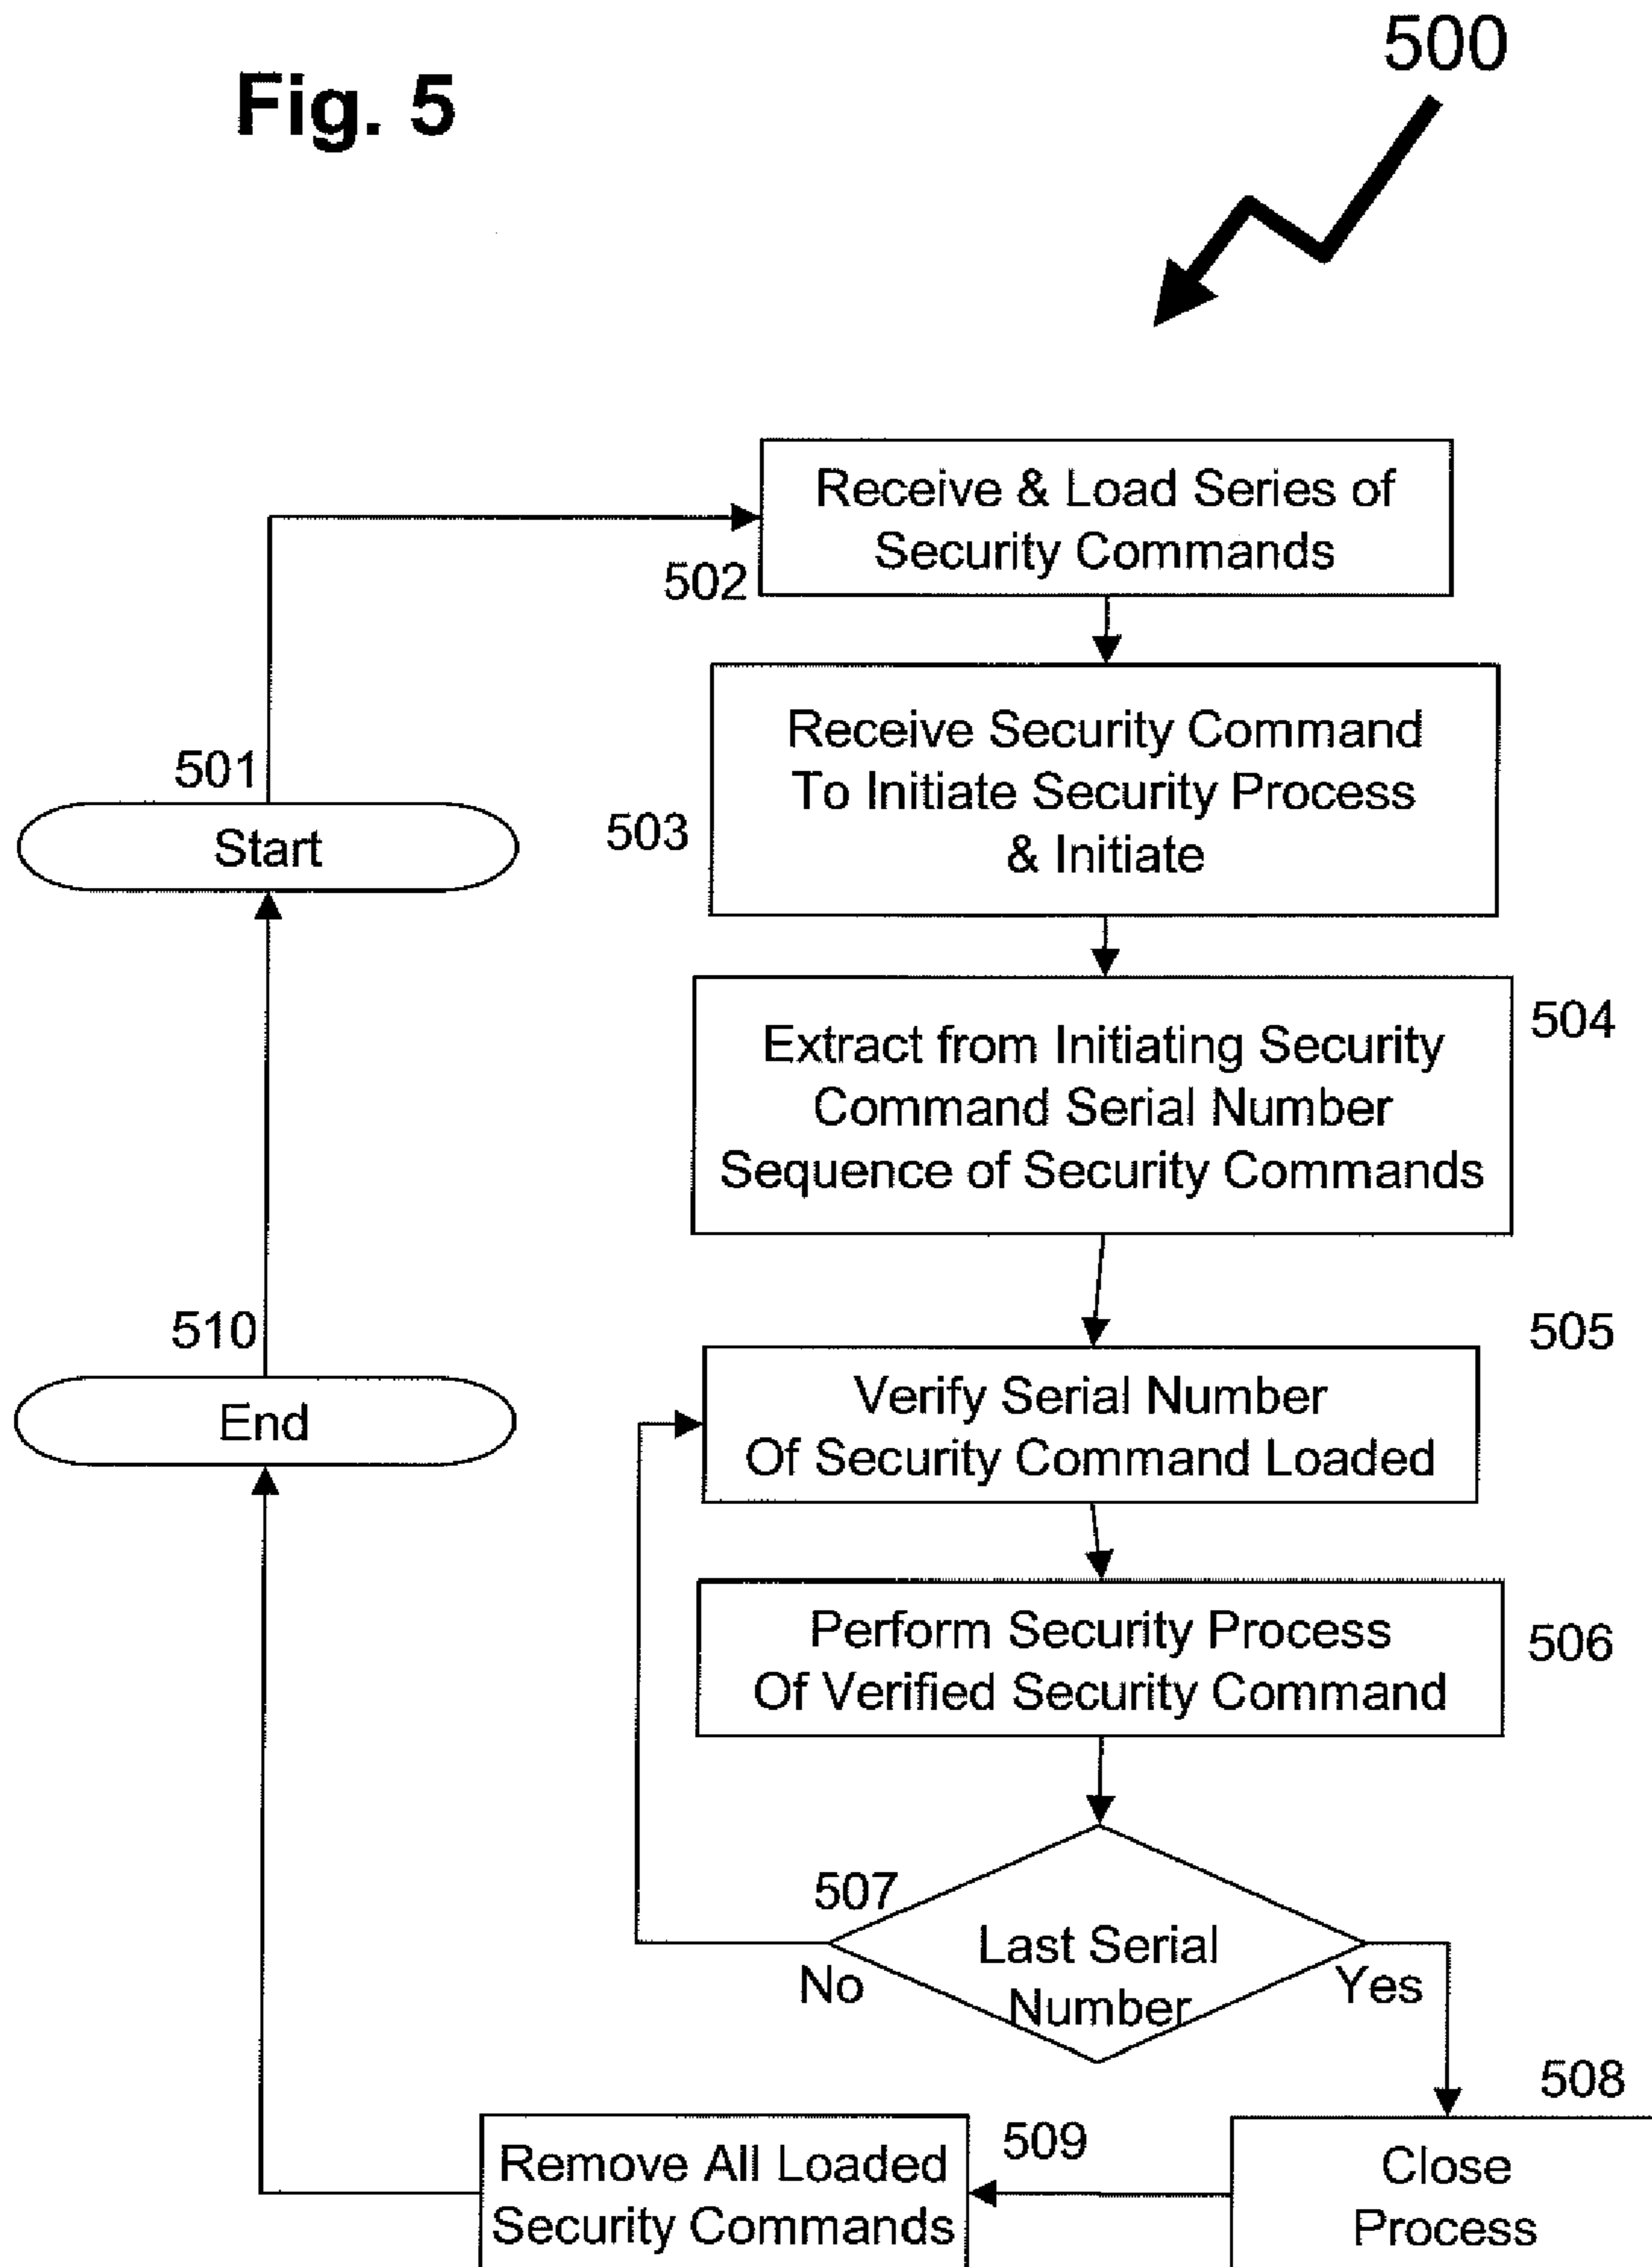 Fig. 5
500
Receive & Load Series of
Security Commands
502
Receive Security Command
To Initiate Security Process
& Initiate
503
501
Start
Extract from Initiating Security
Command Serial Number
Sequence of Security Commands
504
510
End
505
Verify Serial Number
Of Security Command Loaded
Perform Security Process
Of Verified Security Command
506
507
Last Serial
Number
No
Yes
508
Close
Process
509
Remove All Loaded
Security Commands